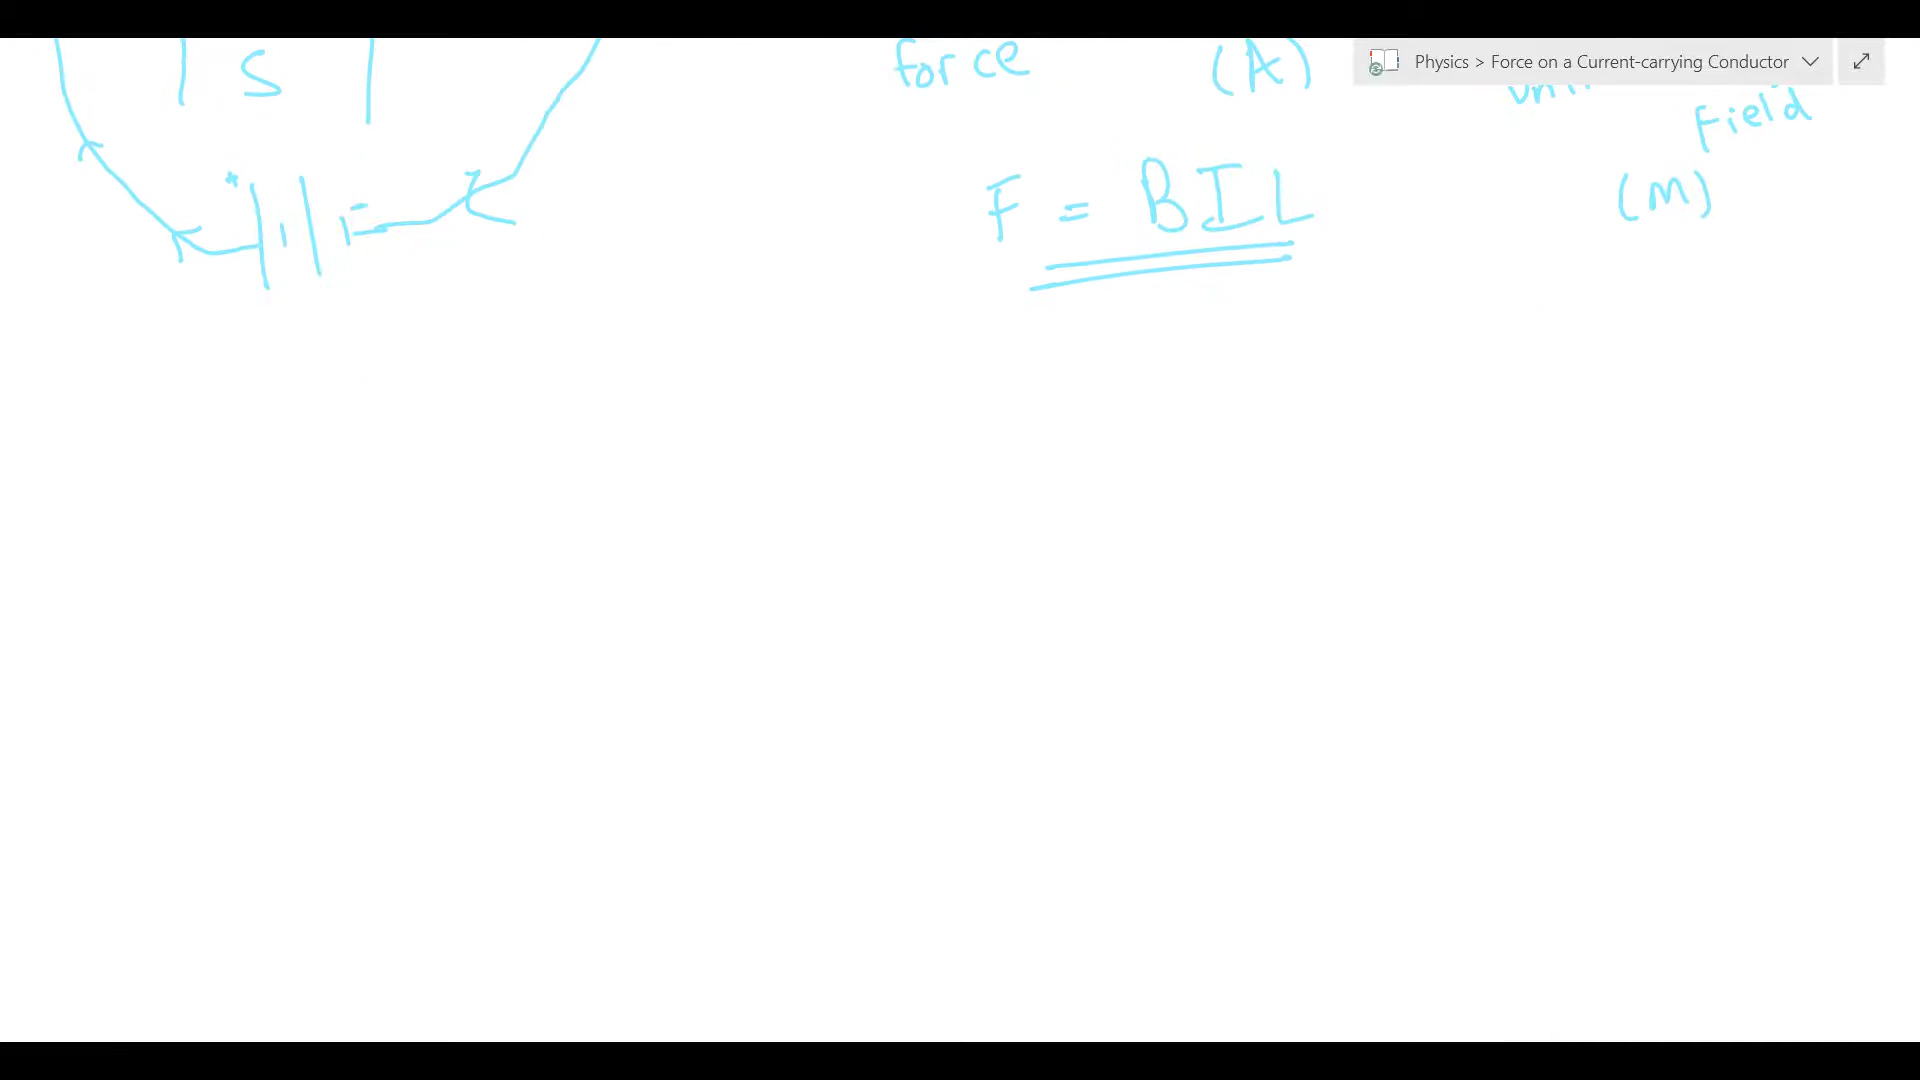 Physics > Force on a Current-carrying Conductor
S
force
(A)
Field
F = BIL
(m)